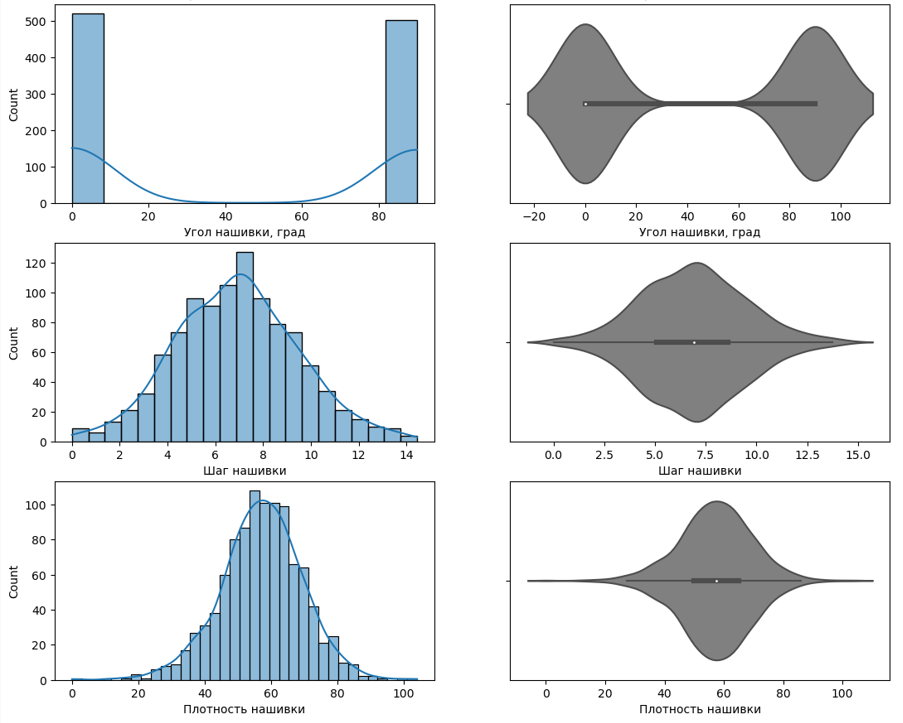 500
400
300
200
100
0
Count
0 20 40 60 80
Угол нашивки, град
−20 0 20 40 60 80 100
Угол нашивки, град
120
100
80
60
40
20
0
Count
0 2 4 6 8 10 12 14
Шаг нашивки
0.0 2.5 5.0 7.5 10.0 12.5 15.0
Шаг нашивки
100
80
60
40
20
0
Count
0 20 40 60 80 100
Плотность нашивки
0 20 40 60 80 100
Плотность нашивки